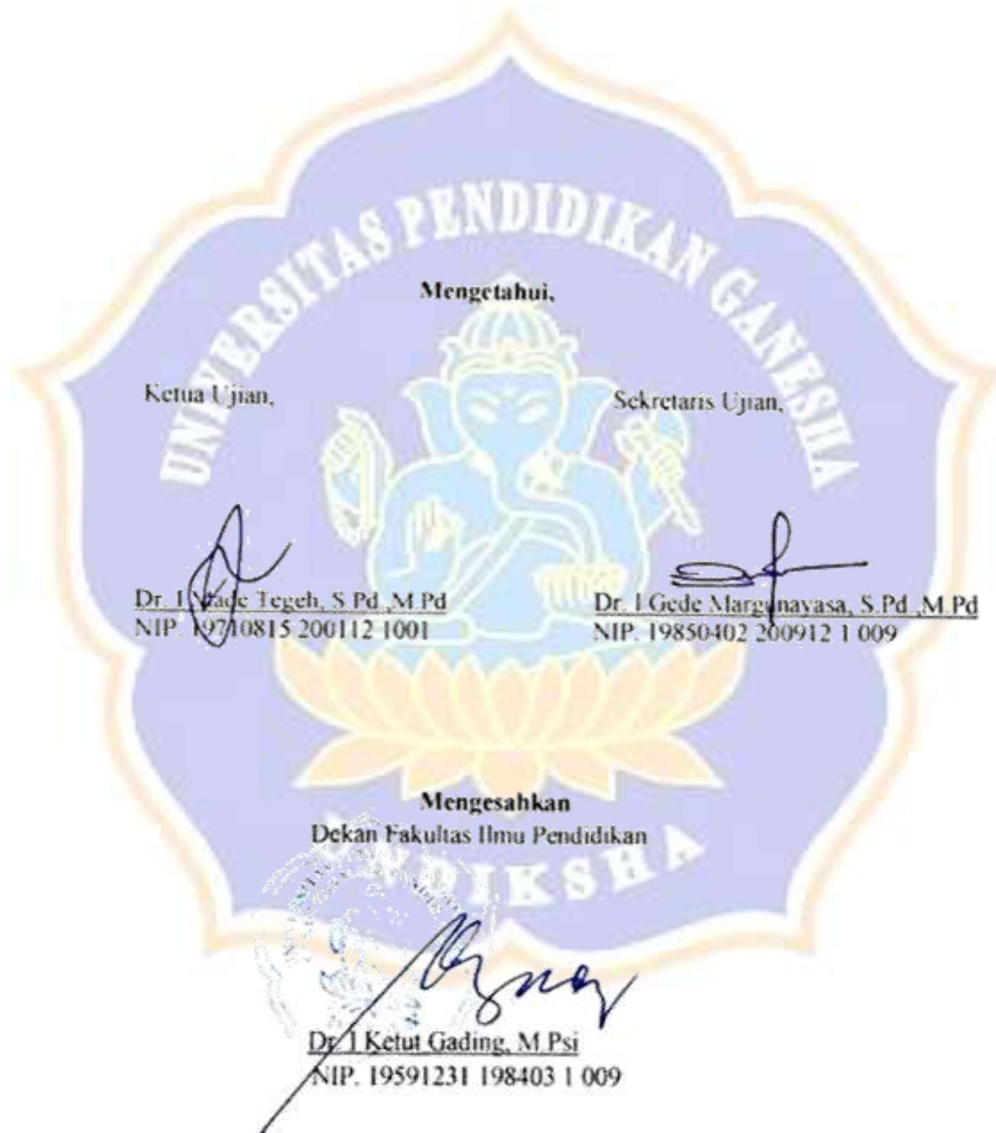 UNIVERSITAS PENDIDIKAN GANESHA
Mengetahui,
Ketua Ujian,
Sekretaris Ujian,
Dr. I Made Tegeh, S.Pd.,M.Pd
NIP. 19710815 200112 1001
Dr. I Gede Margunayasa, S.Pd.,M.Pd
NIP. 19850402 200912 1 009
Mengesahkan
Dekan Fakultas Ilmu Pendidikan
UNDIKSHA
Dr. I Ketut Gading, M.Psi
NIP. 19591231 198403 1 009